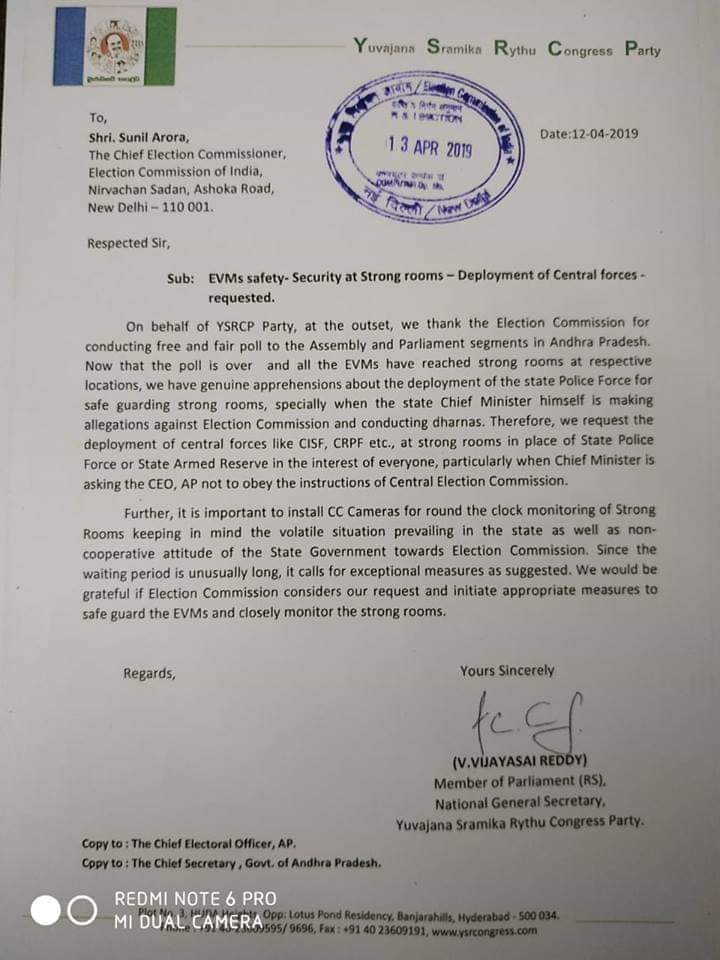 Yuvajana Sramika Rythu Congress Party
भारत निर्वाचन आयोग / Election Commission of India
R & I SECTION
13 APR 2019
नई दिल्ली / New Delhi
Date:12-04-2019
To,
Shri. Sunil Arora,
The Chief Election Commissioner,
Election Commission of India,
Nirvachan Sadan, Ashoka Road,
New Delhi – 110 001.
Respected Sir,
Sub: EVMs safety- Security at Strong rooms – Deployment of Central forces -
requested.
On behalf of YSRCP Party, at the outset, we thank the Election Commission for
conducting free and fair poll to the Assembly and Parliament segments in Andhra Pradesh.
Now that the poll is over and all the EVMs have reached strong rooms at respective
locations, we have genuine apprehensions about the deployment of the state Police Force for
safe guarding strong rooms, specially when the state Chief Minister himself is making
allegations against Election Commission and conducting dharnas. Therefore, we request the
deployment of central forces like CISF, CRPF etc., at strong rooms in place of State Police
Force or State Armed Reserve in the interest of everyone, particularly when Chief Minister is
asking the CEO, AP not to obey the instructions of Central Election Commission.
Further, it is important to install CC Cameras for round the clock monitoring of Strong
Rooms keeping in mind the volatile situation prevailing in the state as well as non-
cooperative attitude of the State Government towards Election Commission. Since the
waiting period is unusually long, it calls for exceptional measures as suggested. We would be
grateful if Election Commission considers our request and initiate appropriate measures to
safe guard the EVMs and closely monitor the strong rooms.
Regards,
Yours Sincerely
(V.VIJAYASAI REDDY)
Member of Parliament (RS),
National General Secretary,
Yuvajana Sramika Rythu Congress Party.
Copy to : The Chief Electoral Officer, AP.
Copy to : The Chief Secretary , Govt. of Andhra Pradesh.
REDMI NOTE 6 PRO
MI DUAL CAMERA
Plot No. 3, Opp: Lotus Pond Residency, Banjarahills, Hyderabad - 500 034.
9595/ 9696, Fax : +91 40 23609191, www.ysrcongress.com